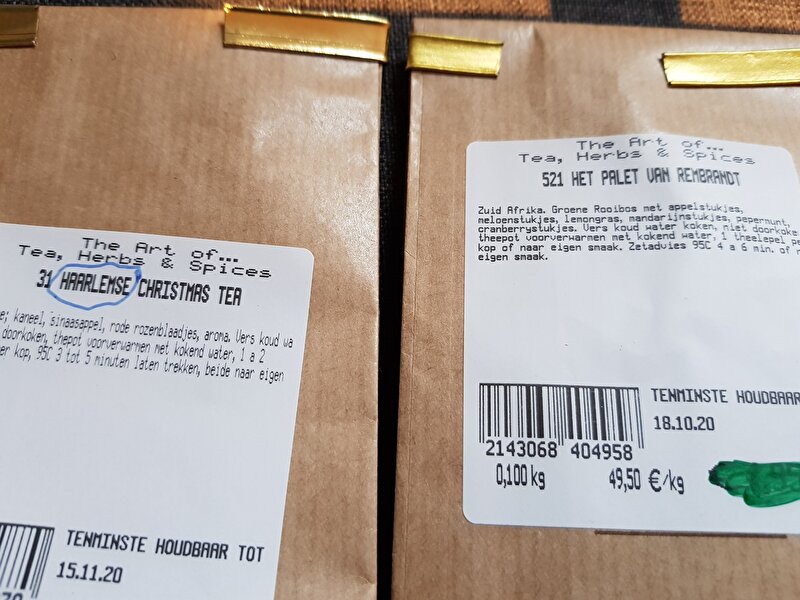 The Art of...
Tea, Herbs & Spices
31 HAARLEMSE CHRISTMAS TEA
kaneel, sinaasappel, rode rozenblaadjes, aroma. Vers koud wa
doorkoken, thepot voorverwarmen met kokend water, 1 a 2
er kop, 95C 3 tot 5 minuten laten trekken, beide naar eigen
TENMINSTE HOUDBAAR TOT
15.11.20
The Art of...
Tea, Herbs & Spices
521 HET PALET VAN REMBRANDT
Zuid Afrika. Groene Rooibos met appelstukjes,
meloenstukjes, lemongras, mandarijnstukjes, pepermunt,
cranberrystukjes. Vers koud water koken, niet doorkoke
theepot voorverwarmen met kokend water, 1 theelepel pe
kop of naar eigen smaak. Zetadvies 95C 4 a 6 min. of n
eigen smaak.
TENMINSTE HOUDBAAR
18.10.20
2143068 404958
0,100 kg 49,50 €/kg